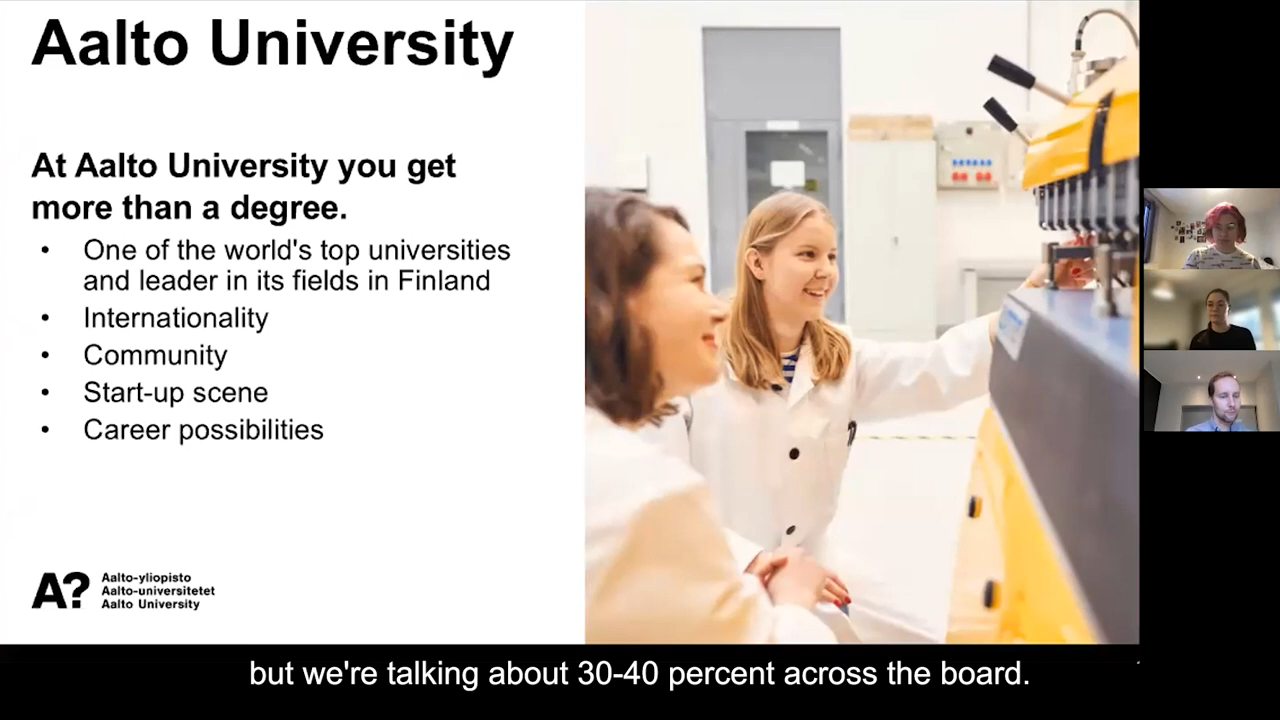 Aalto University
At Aalto University you get
more than a degree.
• One of the world's top universities
and leader in its fields in Finland
• Internationality
• Community
• Start-up scene
• Career possibilities
A?
Aalto-yliopisto
Aalto-universitetet
Aalto University
but we're talking about 30-40 percent across the board.